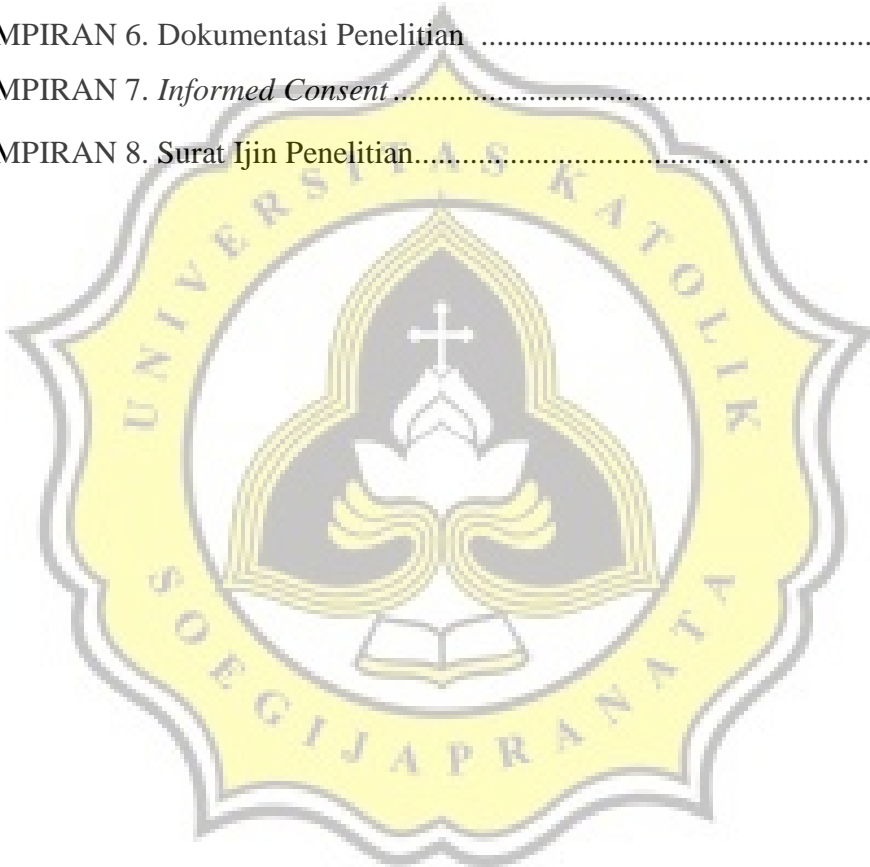 MPIRAN 6. Dokumentasi Penelitian ................................................
MPIRAN 7. Informed Consent ................................................
MPIRAN 8. Surat Ijin Penelitian ................................................
UNIVERSITAS KATOLIK
SOEGIJAPRANATA